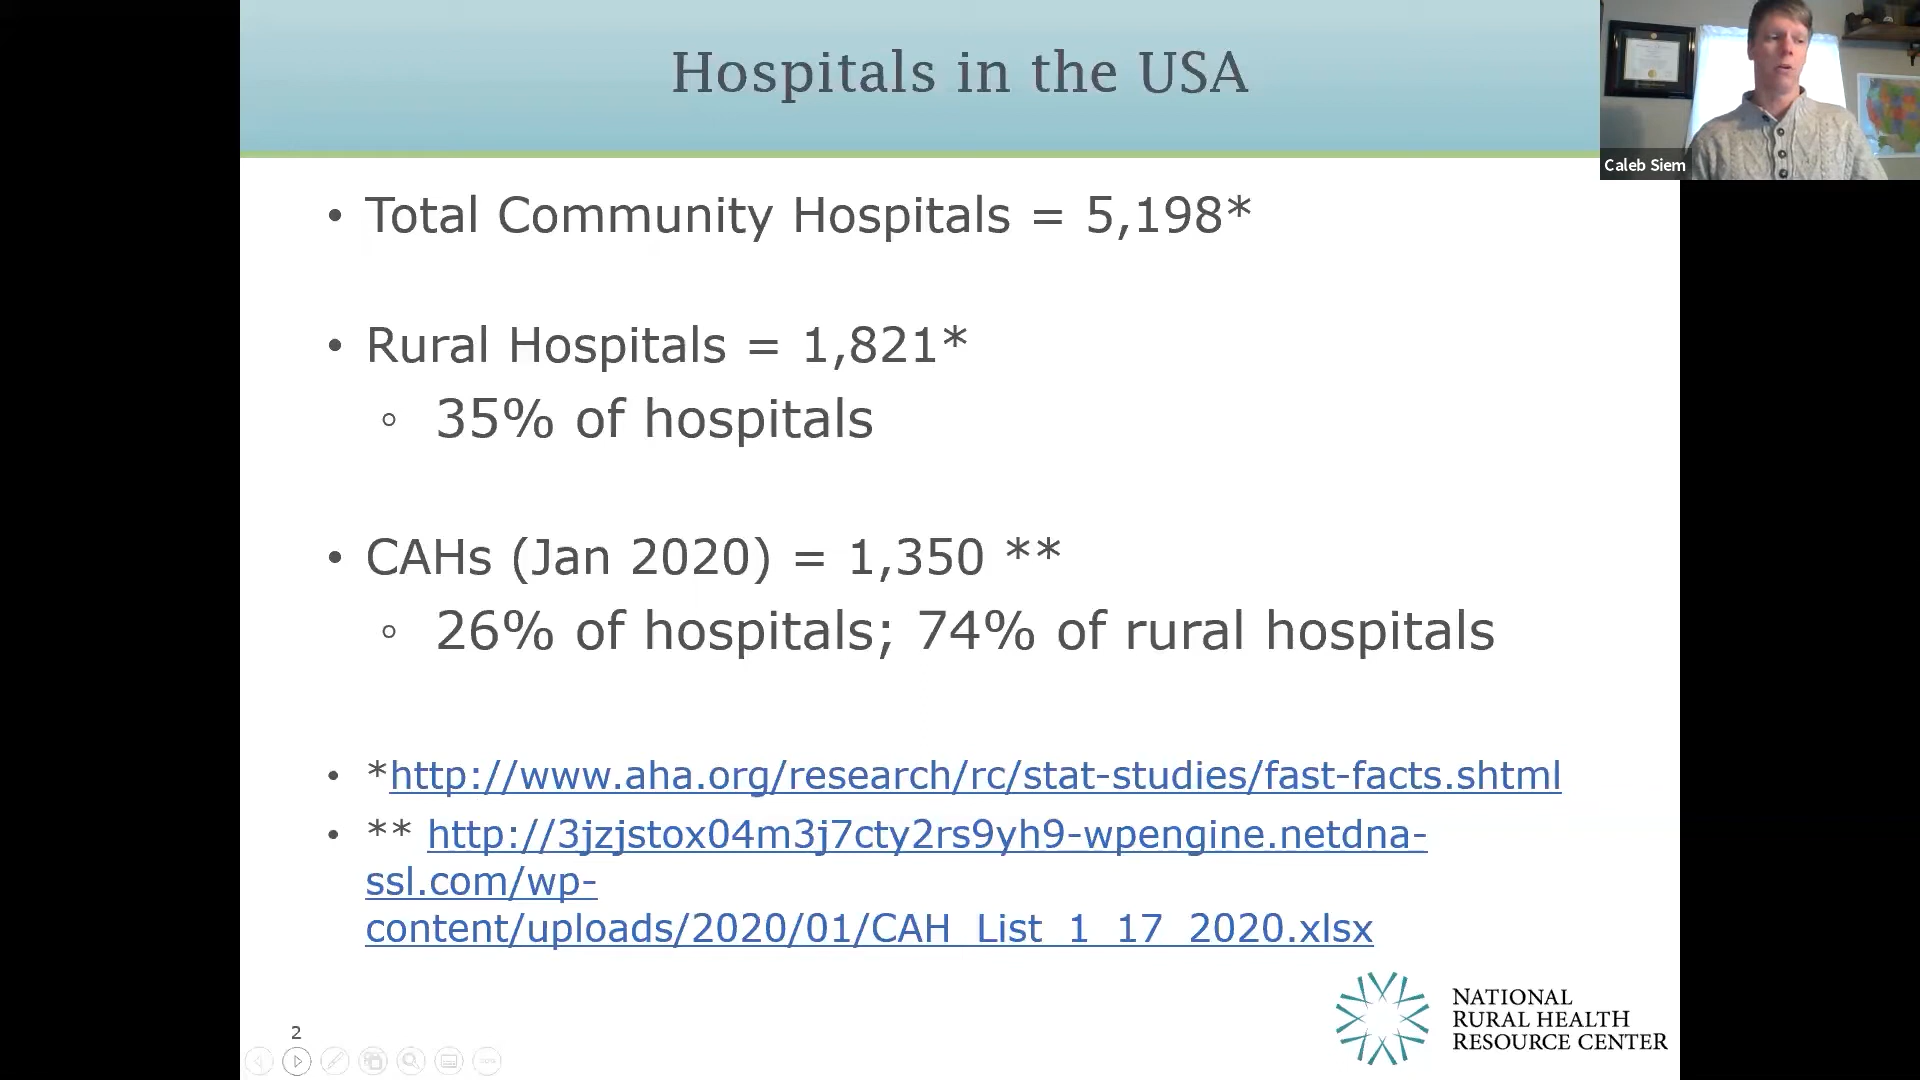 Hospitals in the USA
Caleb Siem
• Total Community Hospitals = 5,198*
• Rural Hospitals = 1,821*
◦ 35% of hospitals
• CAHs (Jan 2020) = 1,350 **
◦ 26% of hospitals; 74% of rural hospitals
• *http://www.aha.org/research/rc/stat-studies/fast-facts.shtml
• ** http://3jzjstox04m3j7cty2rs9yh9-wpengine.netdna-
ssl.com/wp-
content/uploads/2020/01/CAH_List_1_17_2020.xlsx
NATIONAL
RURAL HEALTH
RESOURCE CENTER
2